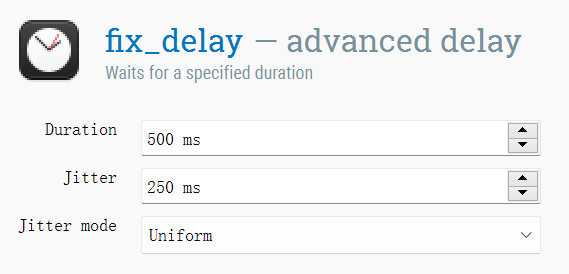 fix_delay — advanced delay
Waits for a specified duration
Duration 500 ms
Jitter 250 ms
Jitter mode Uniform